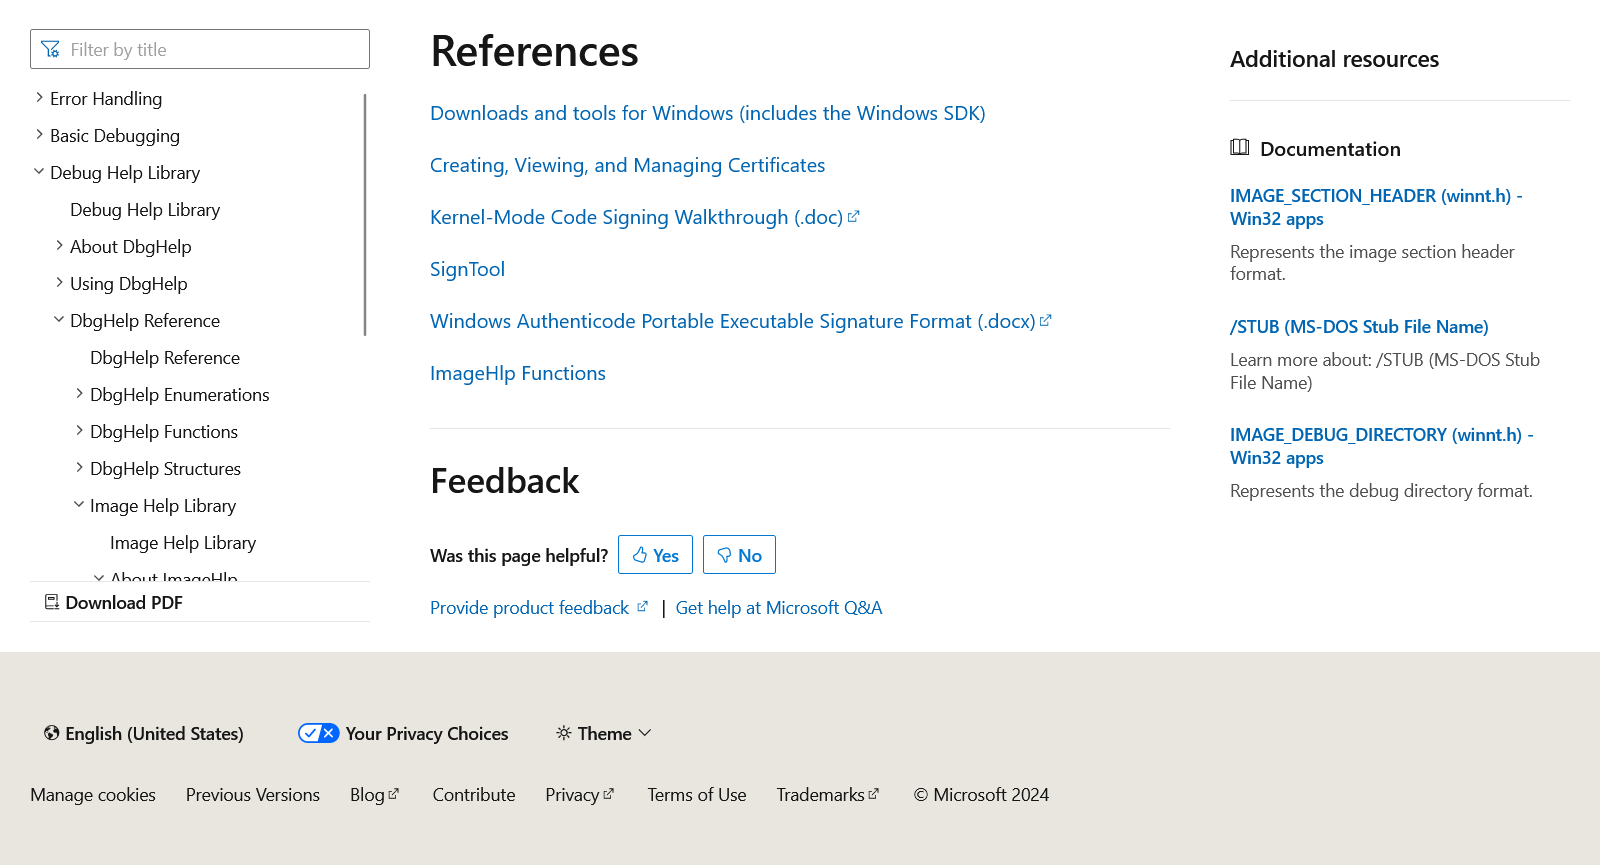 Filter by title
Error Handling
Basic Debugging
Debug Help Library
Debug Help Library
About DbgHelp
Using DbgHelp
DbgHelp Reference
DbgHelp Reference
DbgHelp Enumerations
DbgHelp Functions
DbgHelp Structures
Image Help Library
Image Help Library
About ImageHlp
Download PDF
References
Downloads and tools for Windows (includes the Windows SDK)
Creating, Viewing, and Managing Certificates
Kernel-Mode Code Signing Walkthrough (.doc)
SignTool
Windows Authenticode Portable Executable Signature Format (.docx)
ImageHlp Functions
Feedback
Was this page helpful? Yes No
Provide product feedback | Get help at Microsoft Q&A
Additional resources
Documentation
IMAGE_SECTION_HEADER (winnt.h) -
Win32 apps
Represents the image section header
format.
/STUB (MS-DOS Stub File Name)
Learn more about: /STUB (MS-DOS Stub
File Name)
IMAGE_DEBUG_DIRECTORY (winnt.h) -
Win32 apps
Represents the debug directory format.
English (United States) Your Privacy Choices Theme
Manage cookies Previous Versions Blog Contribute Privacy Terms of Use Trademarks © Microsoft 2024